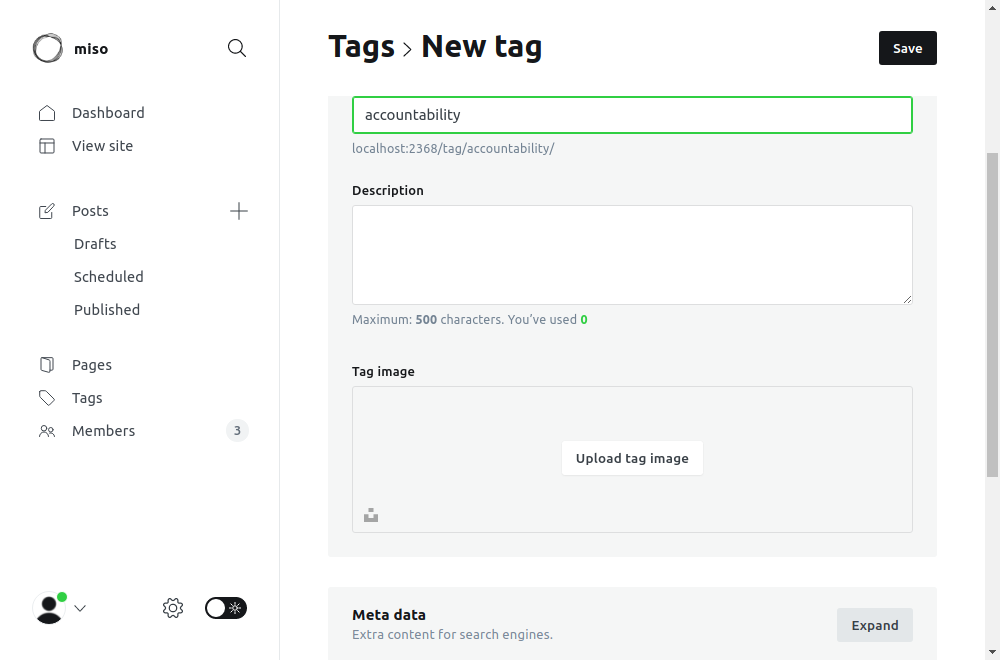 miso
Dashboard
View site
Posts
Drafts
Scheduled
Published
Pages
Tags
Members
3
Tags
New tag
Save
accountability
localhost:2368/tag/accountability/
Description
Maximum: 500 characters. You’ve used 0
Tag image
Upload tag image
Meta data
Extra content for search engines.
Expand